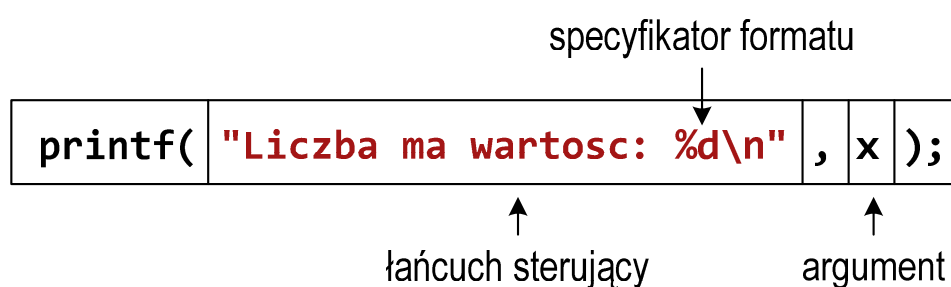 specyfikator formatu
printf( "Liczba ma wartosc: %d\n" , x );
łańcuch sterujący argument